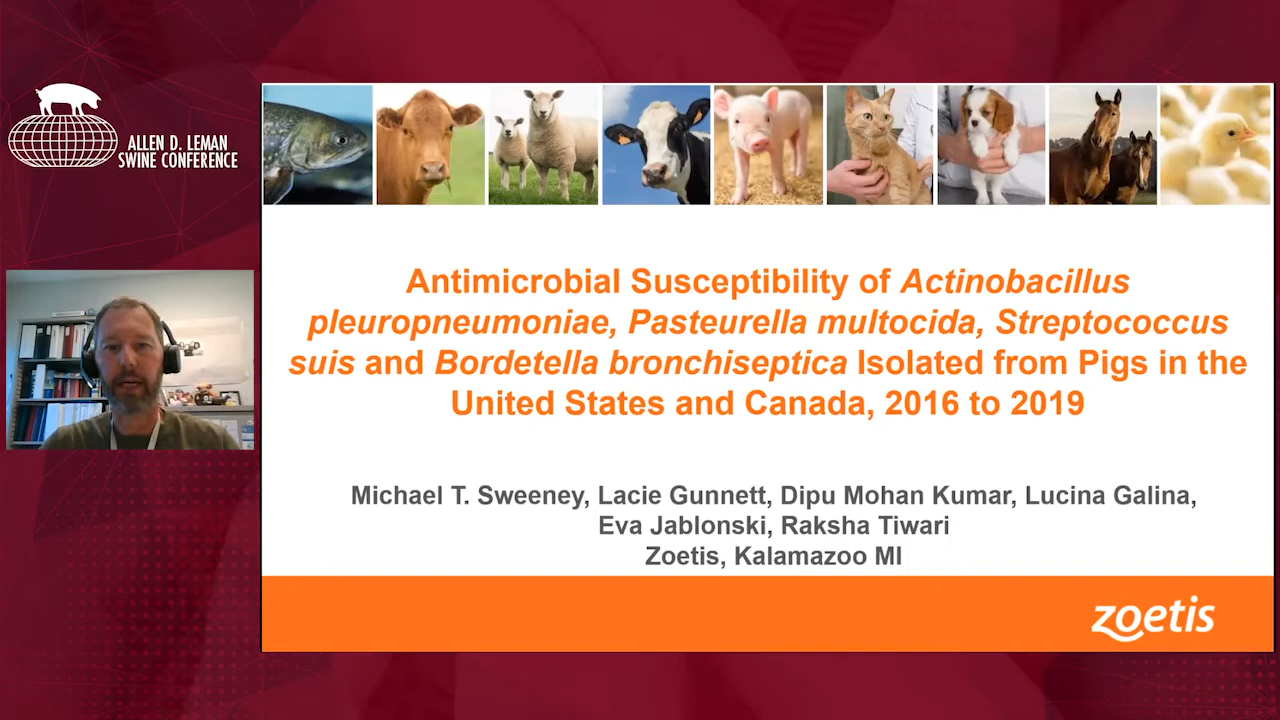 ALLEN D. LEMAN
SWINE CONFERENCE
Antimicrobial Susceptibility of Actinobacillus
pleuropneumoniae, Pasteurella multocida, Streptococcus
suis and Bordetella bronchiseptica Isolated from Pigs in the
United States and Canada, 2016 to 2019
Michael T. Sweeney, Lacie Gunnett, Dipu Mohan Kumar, Lucina Galina,
Eva Jablonski, Raksha Tiwari
Zoetis, Kalamazoo MI
zoetis